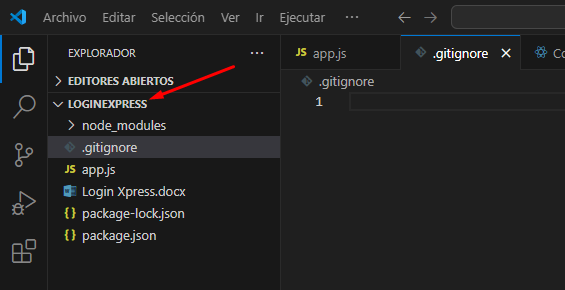 Archivo Editar Selección Ver Ir Ejecutar ···
EXPLORADOR ···
EDITORES ABIERTOS
LOGINEXPRESS
node_modules
.gitignore
JS app.js
Login Xpress.docx
{ } package-lock.json
{ } package.json
JS app.js
.gitignore
Co
.gitignore
1